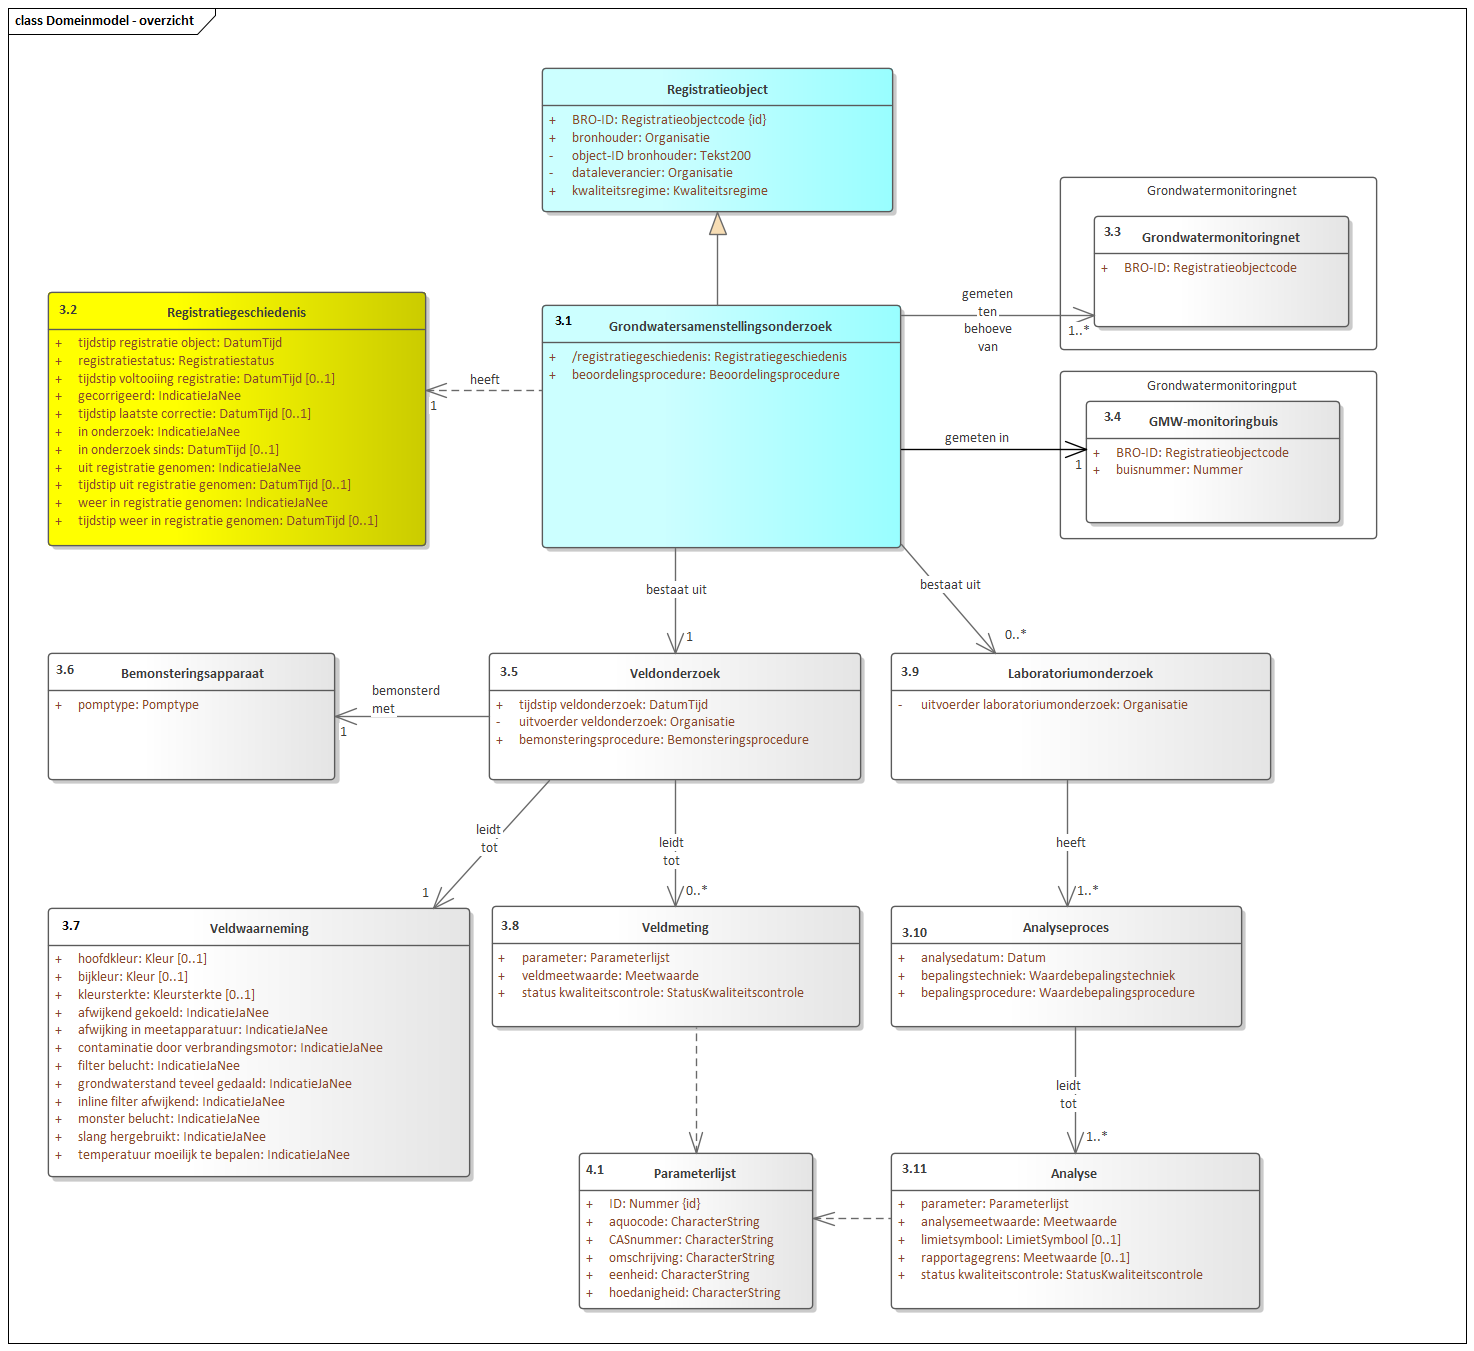 class Domeinmodel - overzicht
Registratieobject
+ BRO-ID: Registratieobjectcode {id}
+ bronhouder: Organisatie
- object-ID bronhouder: Tekst200
- dataleverancier: Organisatie
+ kwaliteitsregime: Kwaliteitsregime
Grondwatermonitoringnet
3.3 Grondwatermonitoringnet
+ BRO-ID: Registratieobjectcode
gemeten
ten
behoeve
van
1..*
3.2 Registratiegeschiedenis
+ tijdstip registratie object: DatumTijd
+ registratiestatus: Registratiestatus
+ tijdstip voltooiing registratie: DatumTijd [0..1]
+ gecorrigeerd: IndicatieJaNee
+ tijdstip laatste correctie: DatumTijd [0..1]
+ in onderzoek: IndicatieJaNee
+ in onderzoek sinds: DatumTijd [0..1]
+ uit registratie genomen: IndicatieJaNee
+ tijdstip uit registratie genomen: DatumTijd [0..1]
+ weer in registratie genomen: IndicatieJaNee
+ tijdstip weer in registratie genomen: DatumTijd [0..1]
heeft
1
3.1 Grondwatersamenstellingsonderzoek
+ /registratiegeschiedenis: Registratiegeschiedenis
+ beoordelingsprocedure: Beoordelingsprocedure
Grondwatermonitoringput
3.4 GMW-monitoringbuis
+ BRO-ID: Registratieobjectcode
+ buisnummer: Nummer
gemeten in
1
bestaat uit
1
bestaat uit
0..*
3.6 Bemonsteringsapparaat
+ pomptype: Pomptype
bemonsterd
met
1
3.5 Veldonderzoek
+ tijdstip veldonderzoek: DatumTijd
- uitvoerder veldonderzoek: Organisatie
+ bemonsteringsprocedure: Bemonsteringsprocedure
3.9 Laboratoriumonderzoek
- uitvoerder laboratoriumonderzoek: Organisatie
leidt
tot
1
leidt
tot
0..*
heeft
1..*
3.7 Veldwaarneming
+ hoofdkleur: Kleur [0..1]
+ bijkleur: Kleur [0..1]
+ kleursterkte: Kleursterkte [0..1]
+ afwijkend gekoeld: IndicatieJaNee
+ afwijking in meetapparatuur: IndicatieJaNee
+ contaminatie door verbrandingsmotor: IndicatieJaNee
+ filter belucht: IndicatieJaNee
+ grondwaterstand teveel gedaald: IndicatieJaNee
+ inline filter afwijkend: IndicatieJaNee
+ monster belucht: IndicatieJaNee
+ slang hergebruikt: IndicatieJaNee
+ temperatuur moeilijk te bepalen: IndicatieJaNee
3.8 Veldmeting
+ parameter: Parameterlijst
+ veldmeetwaarde: Meetwaarde
+ status kwaliteitscontrole: StatusKwaliteitscontrole
3.10 Analyseproces
+ analysedatum: Datum
+ bepalingstechniek: Waardebepalingstechniek
+ bepalingsprocedure: Waardebepalingsprocedure
leidt
tot
1..*
4.1 Parameterlijst
+ ID: Nummer {id}
+ aquocode: CharacterString
+ CASnummer: CharacterString
+ omschrijving: CharacterString
+ eenheid: CharacterString
+ hoedanigheid: CharacterString
3.11 Analyse
+ parameter: Parameterlijst
+ analysemeetwaarde: Meetwaarde
+ limietsymbool: LimietSymbool [0..1]
+ rapportagegrens: Meetwaarde [0..1]
+ status kwaliteitscontrole: StatusKwaliteitscontrole